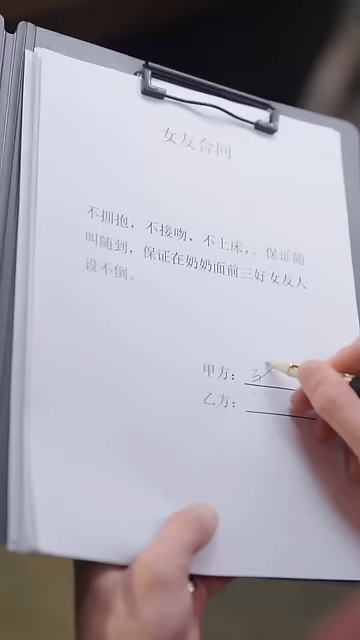 女友合同
不拥抱，不接吻，不上床，。保证随
叫随到，保证在奶奶面前三好女友人
设不倒。
甲方：
乙方：